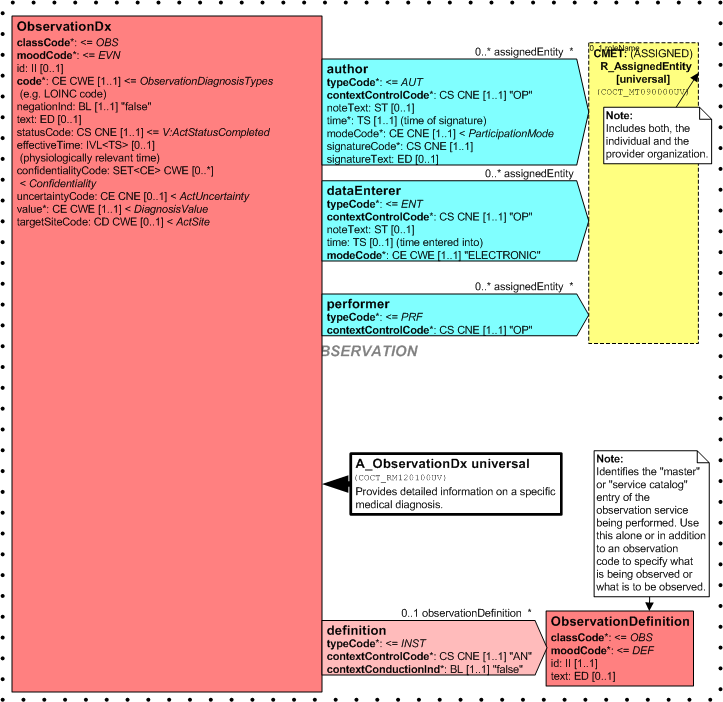 ObservationDx
classCode*: <= OBS
moodCode*: <= EVN
id: II [0..1]
code*: CE CWE [1..1] <= ObservationDiagnosisTypes
(e.g. LOINC code)
negationInd: BL [1..1] "false"
text: ED [0..1]
statusCode: CS CNE [1..1] <= V:ActStatusCompleted
effectiveTime: IVL<TS> [0..1]
(physiologically relevant time)
confidentialityCode: SET<CE> CWE [0..*]
< Confidentiality
uncertaintyCode: CE CNE [0..1] < ActUncertainty
value*: CE CWE [1..1] < DiagnosisValue
targetSiteCode: CD CWE [0..1] < ActSite
0..* assignedEntity *
author
typeCode*: <= AUT
contextControlCode*: CS CNE [1..1] "OP"
noteText: ST [0..1]
time*: TS [1..1] (time of signature)
modeCode*: CE CNE [1..1] < ParticipationMode
signatureCode*: CS CNE [1..1]
signatureText: ED [0..1]
0..* assignedEntity
dataEnterer
typeCode*: <= ENT
contextControlCode*: CS CNE [1..1] "OP"
noteText: ST [0..1]
time: TS [0..1] (time entered into)
modeCode*: CE CWE [1..1] "ELECTRONIC"
0..* assignedEntity *
performer
typeCode*: <= PRF
contextControlCode*: CS CNE [1..1] "OP"
BSERVATION
0..1 roleName
CMET: (ASSIGNED)
R_AssignedEntity
[universal]
(COCT_MT090000UV)
Note:
Includes both, the
individual and the
provider organization.
A_ObservationDx universal
(COCT_RM120100UV)
Provides detailed information on a specific
medical diagnosis.
Note:
Identifies the "master"
or "service catalog"
entry of the
observation service
being performed. Use
this alone or in addition
to an observation
code to specify what
is being observed or
what is to be observed.
0..1 observationDefinition *
definition
typeCode*: <= INST
contextControlCode*: CS CNE [1..1] "AN"
contextConductionInd*: BL [1..1] "false"
ObservationDefinition
classCode*: <= OBS
moodCode*: <= DEF
id: II [1..1]
text: ED [0..1]